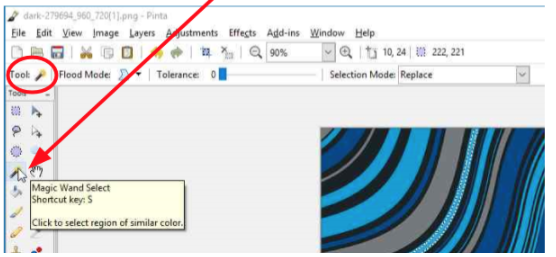 dark-279694_960_720[1].png - Pinta
File Edit View Image Layers Adjustments Effects Add-ins Window Help
90% 10, 24 222, 221
Tool: Flood Mode: Tolerance: 0 Selection Mode: Replace
Tools
Magic Wand Select
Shortcut key: S
Click to select region of similar color.